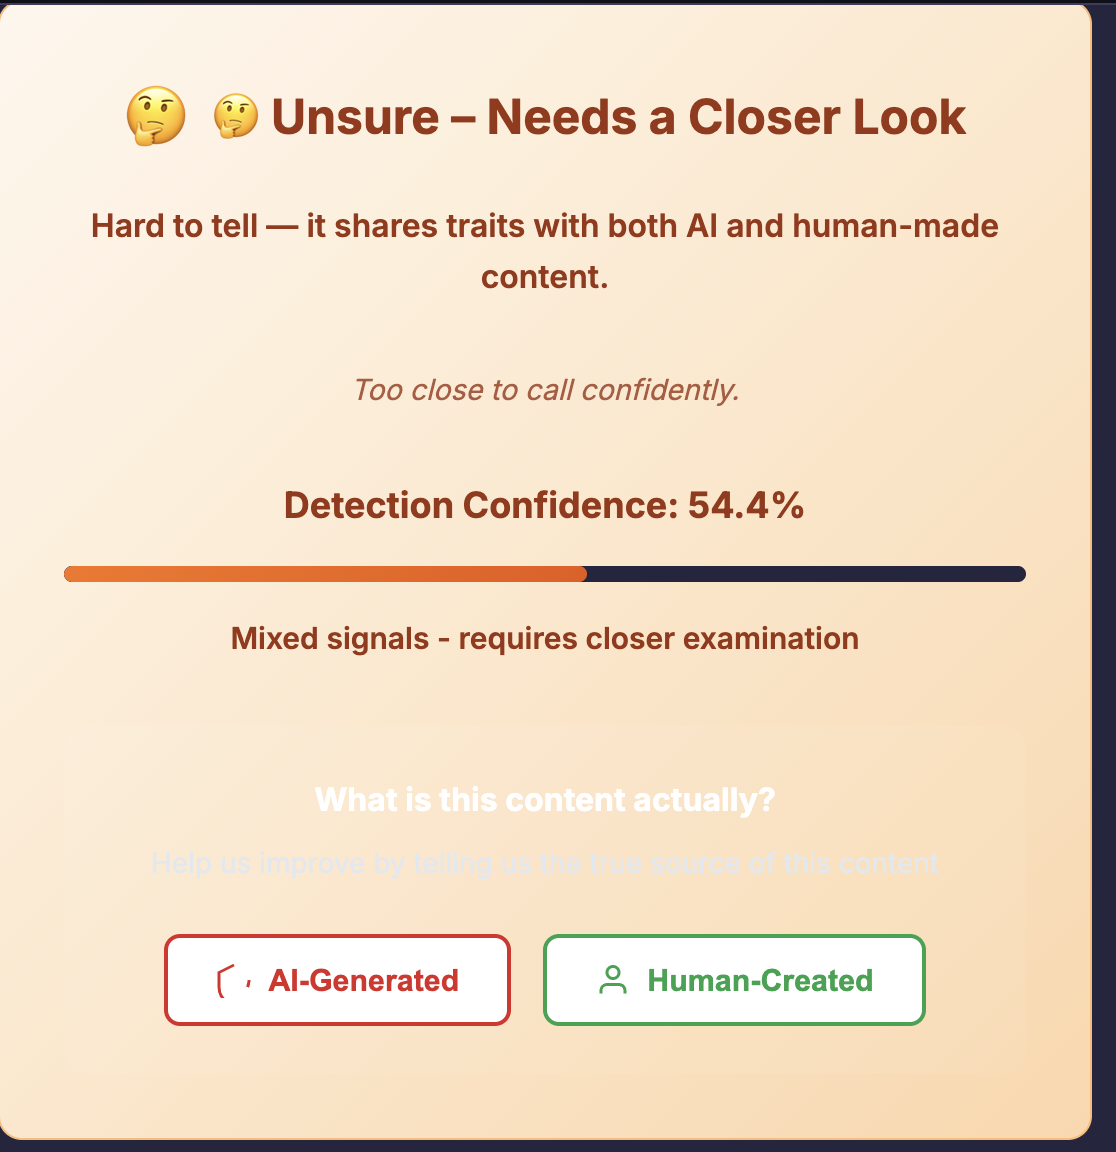 🤔 🤔 Unsure – Needs a Closer Look
Hard to tell — it shares traits with both AI and human-made
content.
Too close to call confidently.
Detection Confidence: 54.4%
Mixed signals - requires closer examination
What is this content actually?
Help us improve by telling us the true source of this content
AI-Generated
Human-Created